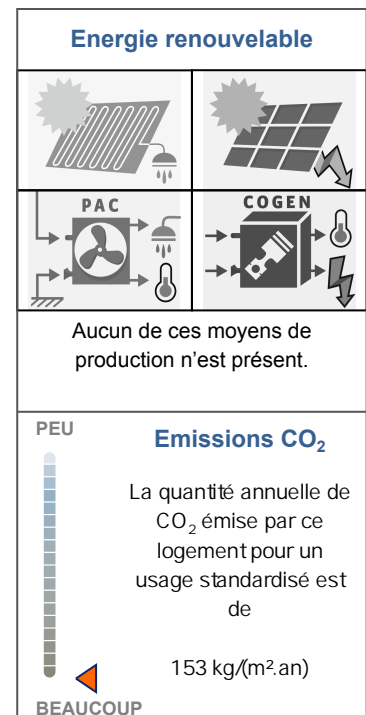 Energie renouvelable
PAC
COGEN
Aucun de ces moyens de
production n'est présent.
PEU
Emissions CO₂
La quantité annuelle de
CO₂ émise par ce
logement pour un
usage standardisé est
de
153 kg/(m².an)
BEAUCOUP